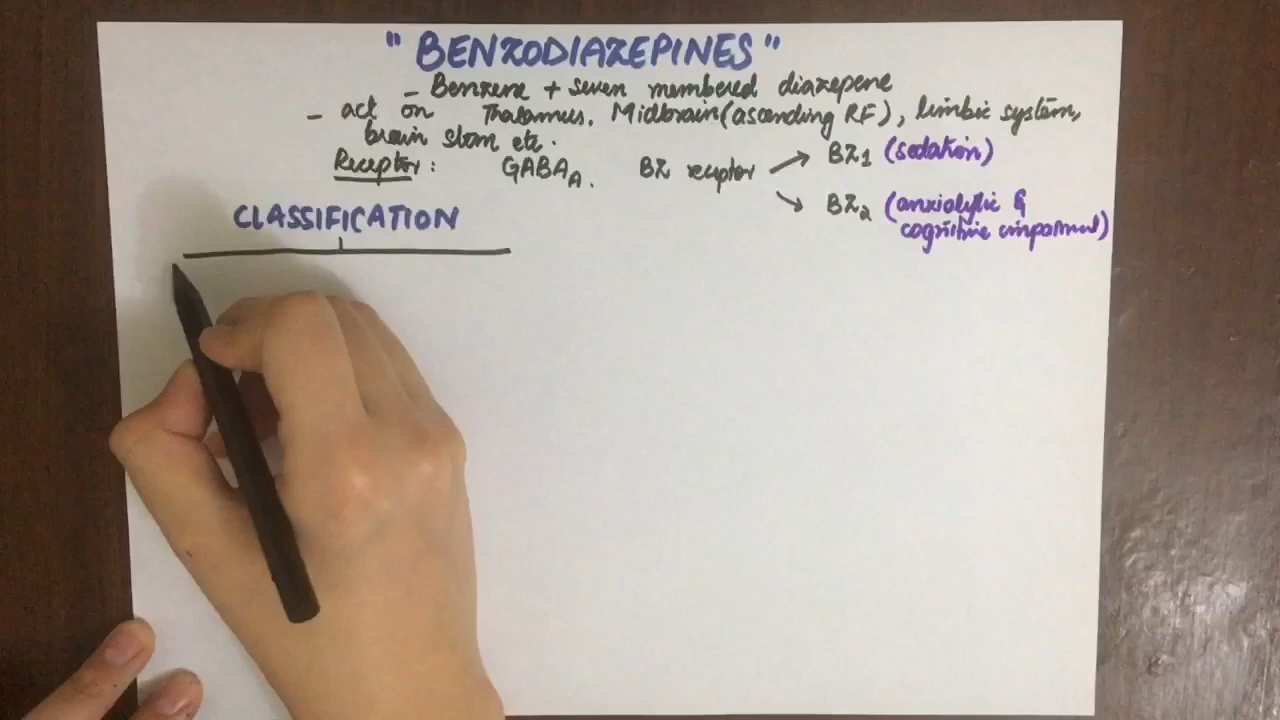 " BENZODIAZEPINES "
- Benzene + seven membered diazepene
- act on Thalamus, Midbrain (ascending RF), limbic system,
brain stem etc.
Receptor: GABAA. BZ receptor → BZ1 (sedation)
→ BZ2 (anxiolytic &
cognitive impairment)
CLASSIFICATION